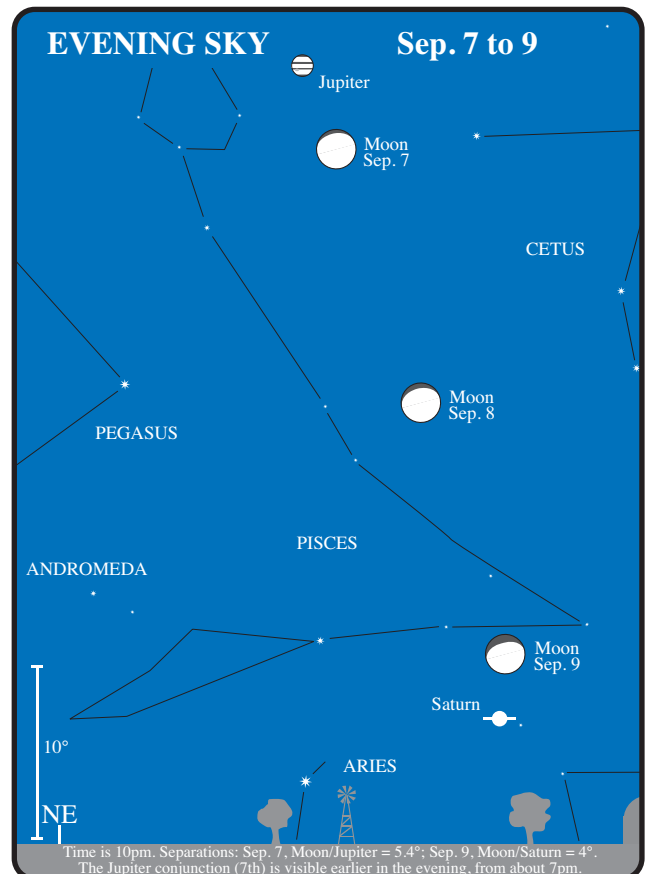 EVENING SKY
Sep. 7 to 9
Jupiter
Moon
Sep. 7
CETUS
Moon
Sep. 8
PEGASUS
PISCES
ANDROMEDA
Moon
Sep. 9
Saturn
10°
ARIES
NE
Time is 10pm. Separations: Sep. 7, Moon/Jupiter = 5.4°; Sep. 9, Moon/Saturn = 4°.
The Jupiter conjunction (7th) is visible earlier in the evening, from about 7pm.